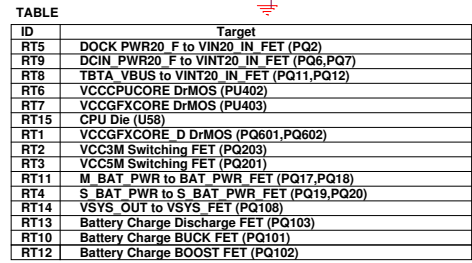 TABLE
ID Target
RT5 DOCK PWR20_F to VIN20_IN_FET (PQ2)
RT9 DCIN_PWR20_F to VINT20_IN_FET (PQ6,PQ7)
RT8 TBTA_VBUS to VINT20_IN_FET (PQ11,PQ12)
RT6 VCCCPUCORE DrMOS (PU402)
RT7 VCCGFXCORE DrMOS (PU403)
RT15 CPU Die (U58)
RT1 VCCGFXCORE_D DrMOS (PQ601,PQ602)
RT2 VCC3M Switching FET (PQ203)
RT3 VCC5M Switching FET (PQ201)
RT11 M_BAT_PWR to BAT_PWR_FET (PQ17,PQ18)
RT4 S_BAT_PWR to S_BAT_PWR_FET (PQ19,PQ20)
RT14 VSYS_OUT to VSYS_FET (PQ108)
RT13 Battery Charge Discharge FET (PQ103)
RT10 Battery Charge BUCK FET (PQ101)
RT12 Battery Charge BOOST FET (PQ102)